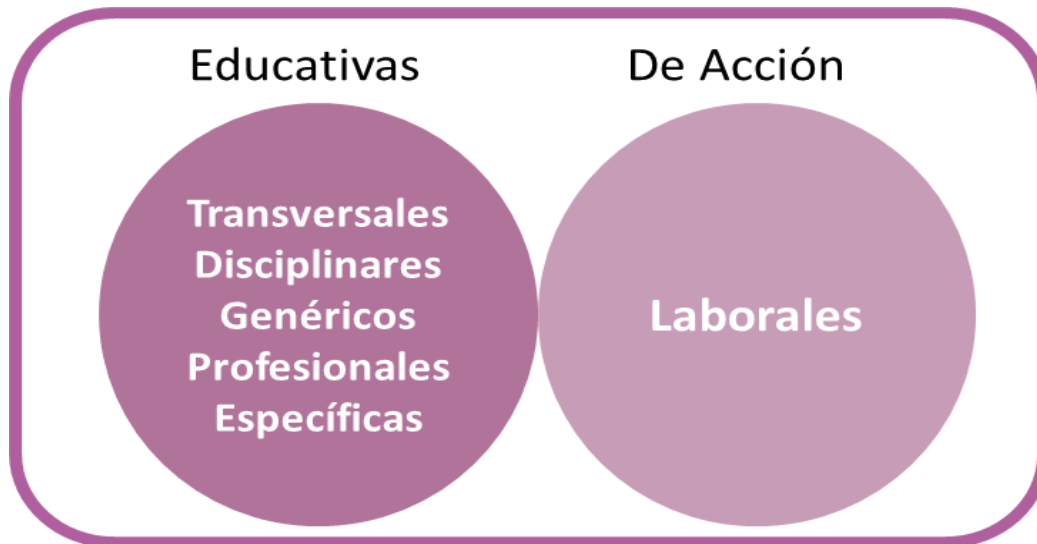 Educativas
De Acción
Transversales
Disciplinares
Genéricos
Profesionales
Específicas
Laborales